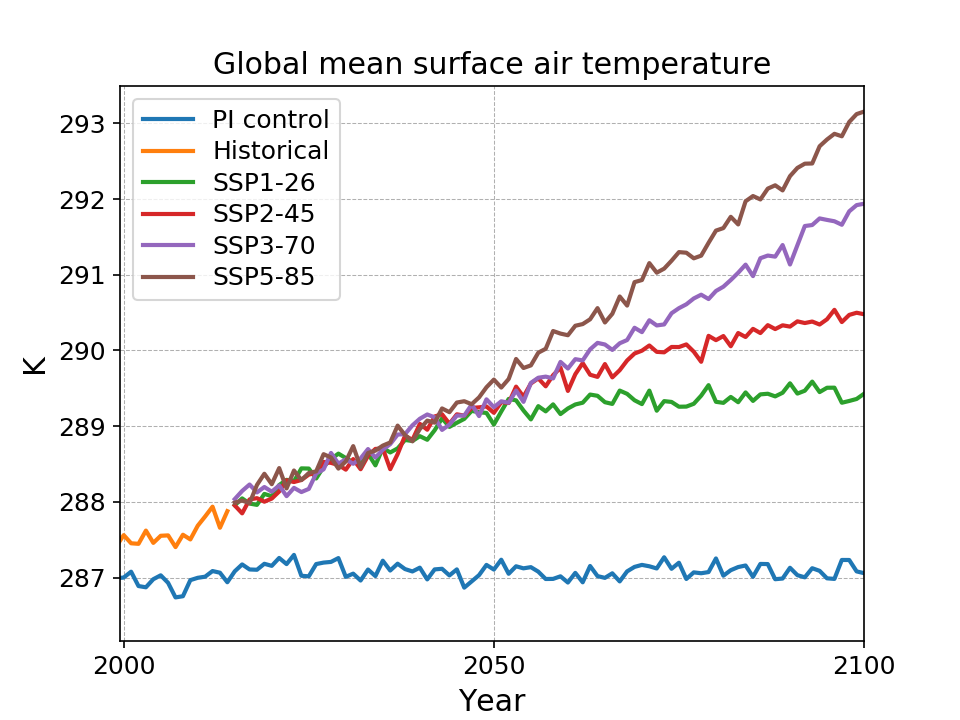 Global mean surface air temperature
K
293
292
291
290
289
288
287
PI control
Historical
SSP1-26
SSP2-45
SSP3-70
SSP5-85
2000 2050 2100
Year